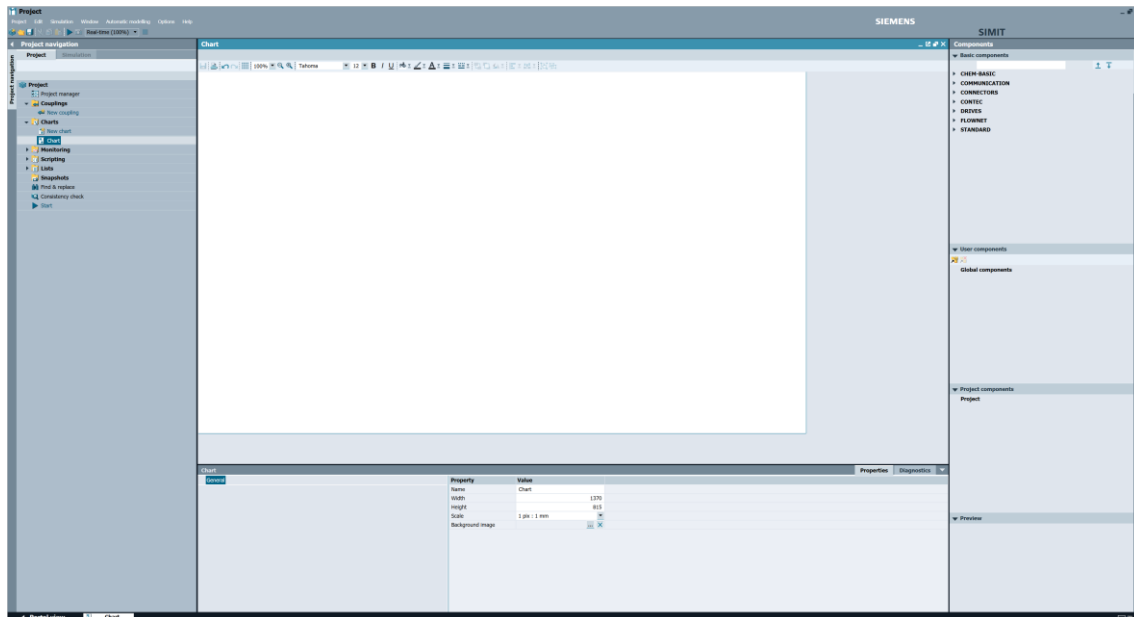 Project
Project Edit Simulation Window Automatic modelling Options Help
SIEMENS
Real-time (100%)
SIMIT
Project navigation
Chart
Components
Project Simulation
Basic components
Project navigation
100% Tahoma 12 B I U A
CHEM-BASIC
COMMUNICATION
CONNECTORS
CONTEC
DRIVES
FLOWNET
STANDARD
Project
Project manager
Couplings
New coupling
Charts
New chart
Chart
Monitoring
Scripting
Lists
Snapshots
Find & replace
Consistency check
Start
User components
Global components
Project components
Project
Chart
Properties Diagnostics
General
Property Value
Name Chart
Width 1370
Height 815
Scale 1 pix : 1 mm
Background image
Preview
Portal view Chart